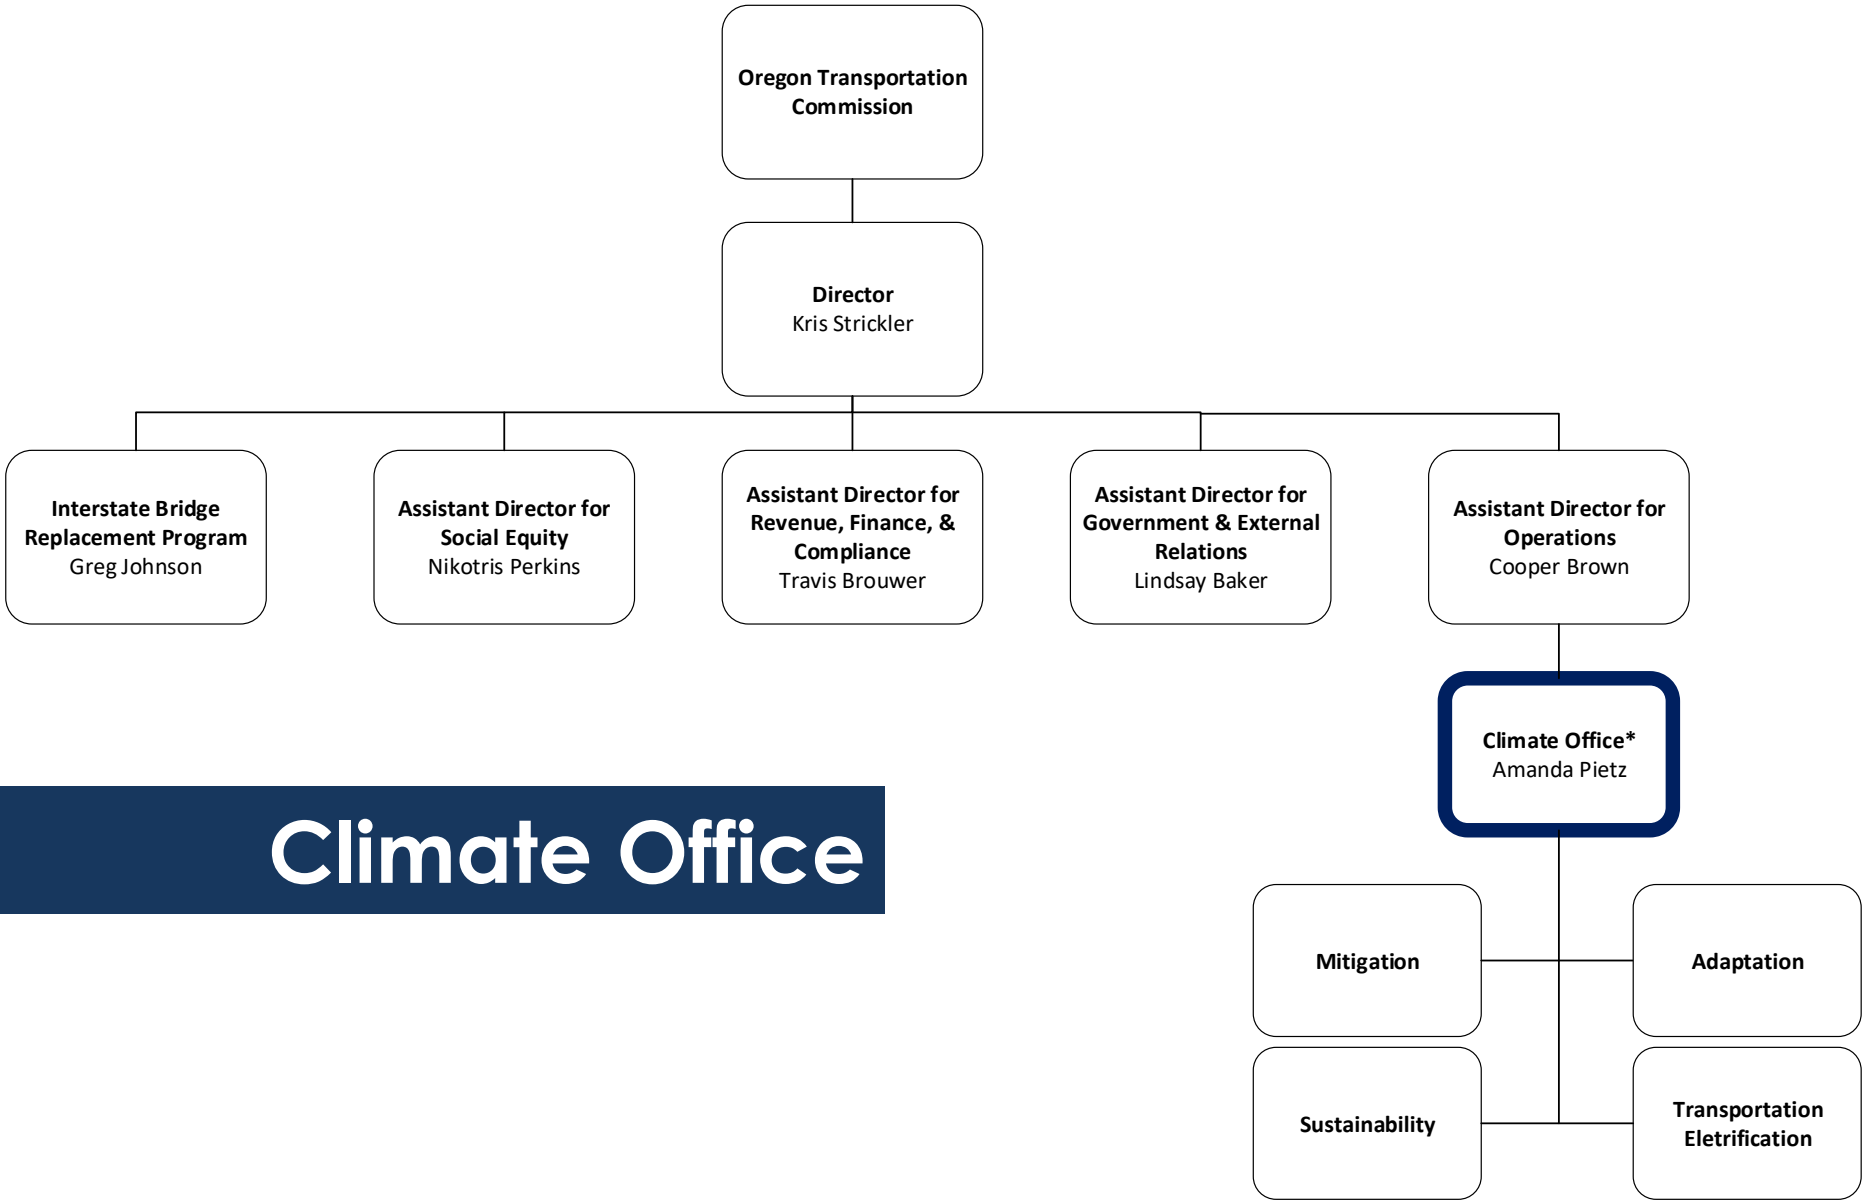 Oregon Transportation
Commission
Director
Kris Strickler
Interstate Bridge
Replacement Program
Greg Johnson
Assistant Director for
Social Equity
Nikotris Perkins
Assistant Director for
Revenue, Finance, &
Compliance
Travis Brouwer
Assistant Director for
Government & External
Relations
Lindsay Baker
Assistant Director for
Operations
Cooper Brown
Climate Office*
Amanda Pietz
Climate Office
Mitigation
Adaptation
Sustainability
Transportation
Eletrification